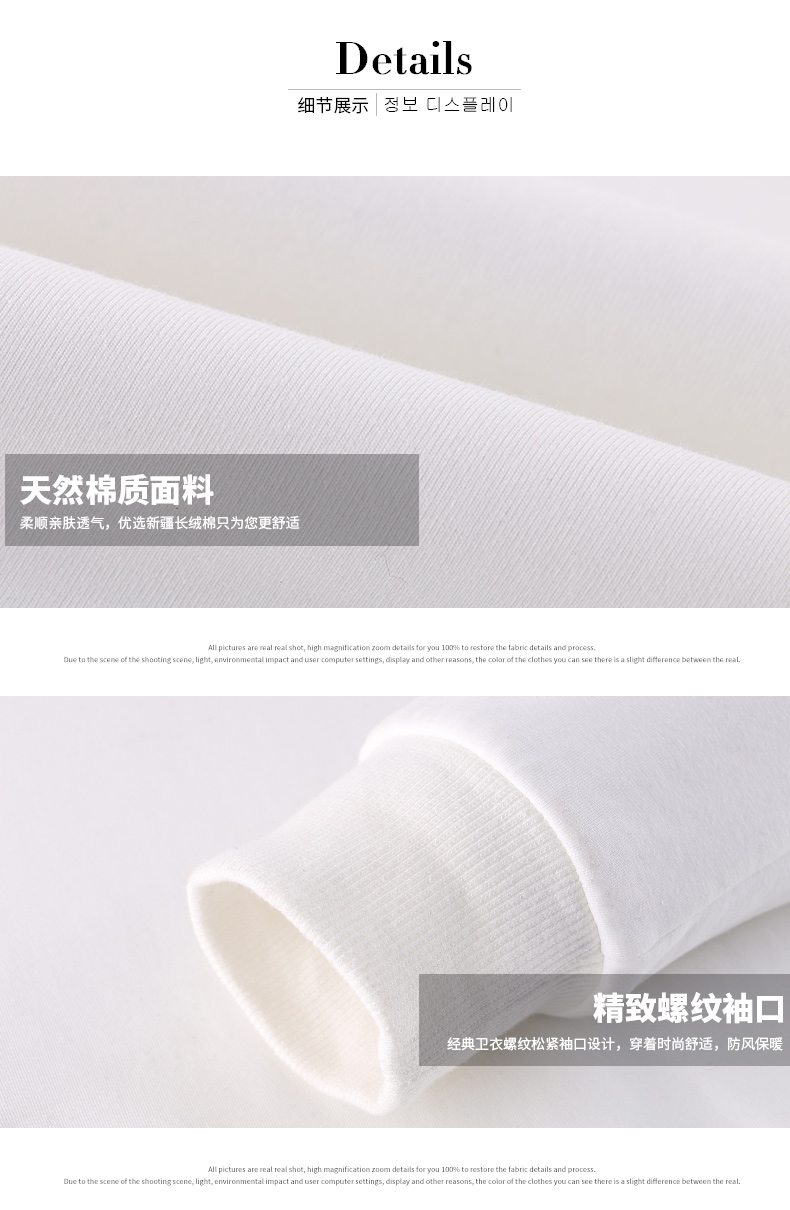 Details
细节展示 정보 디스플레이
天然棉质面料
柔顺亲肤透气，优选新疆长绒棉只为您更舒适
All pictures are real real shot, high magnification zoom details for you 100% to restore the fabric details and process.
Due to the scene of the shooting scene, light, environmental impact and user computer settings, display and other reasons, the color of the clothes you can see there is a slight difference between the real.
精致螺纹袖口
经典卫衣螺纹松紧袖口设计，穿着时尚舒适，防风保暖
All pictures are real real shot, high magnification zoom details for you 100% to restore the fabric details and process.
Due to the scene of the shooting scene, light, environmental impact and user computer settings, display and other reasons, the color of the clothes you can see there is a slight difference between the real.